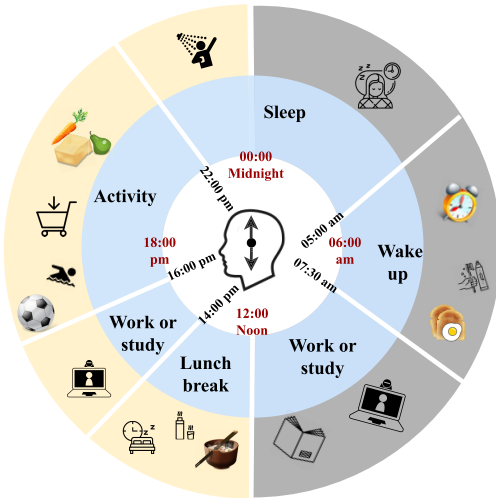 Sleep
00:00
Midnight
22:00 pm
05:00 am
Activity
18:00
pm
06:00
am
Wake
up
16:00 pm
07:30 am
14:00 pm
12:00
Noon
Work or
study
Work or
study
Lunch
break
z z
z
z z